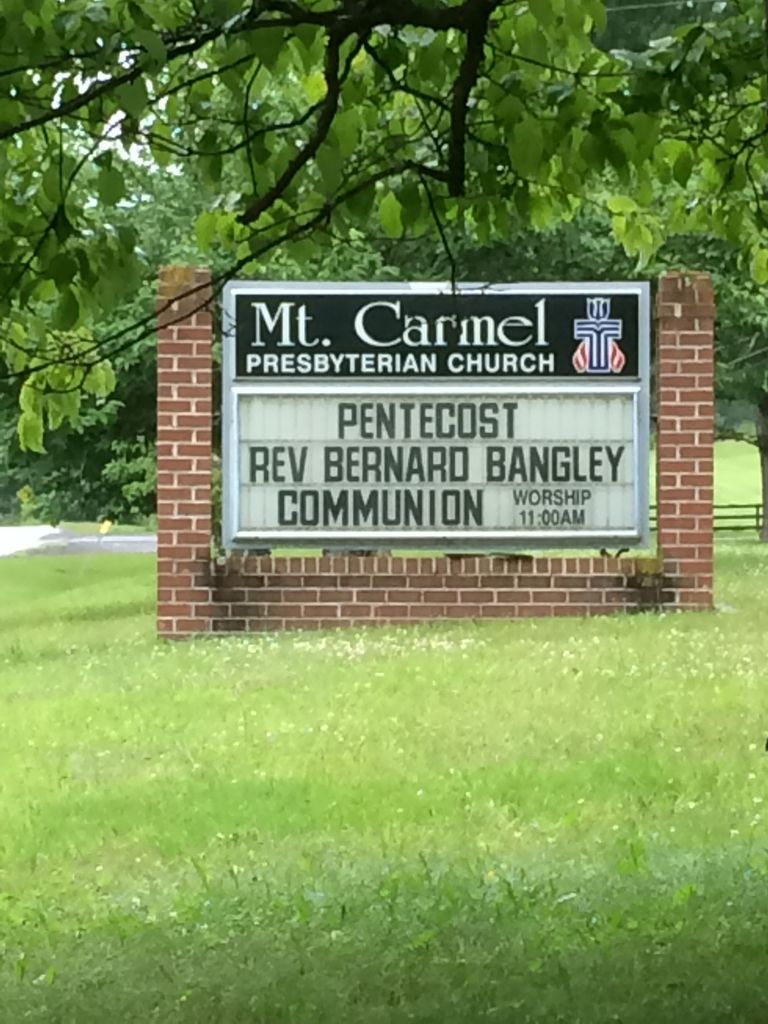 Mt. Carmel
PRESBYTERIAN CHURCH
PENTECOST
REV BERNARD BANGLEY
COMMUNION WORSHIP
11:00AM